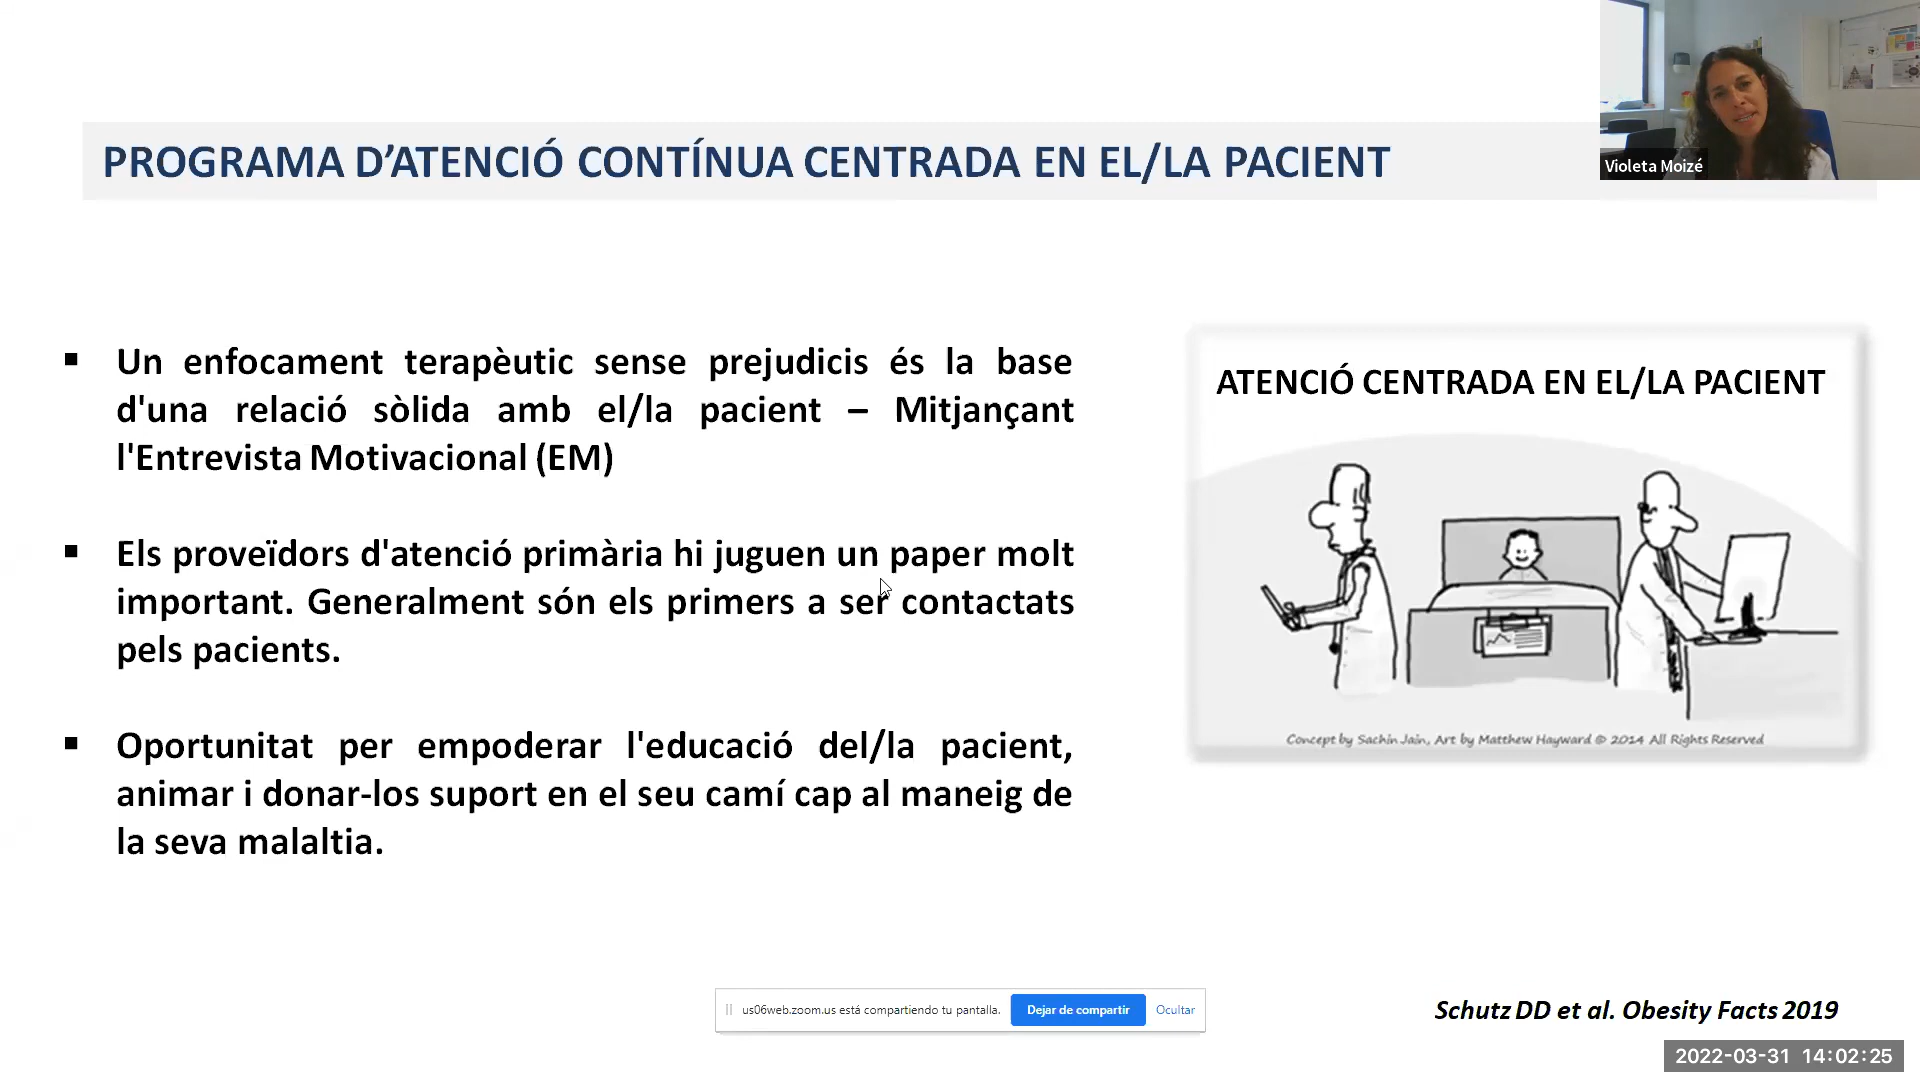 PROGRAMA D’ATENCIÓ CONTÍNUA CENTRADA EN EL/LA PACIENT
Violeta Moizé
▪ Un enfocament terapèutic sense prejudicis és la base
d'una relació sòlida amb el/la pacient – Mitjançant
l'Entrevista Motivacional (EM)
▪ Els proveïdors d'atenció primària hi juguen un paper molt
important. Generalment són els primers a ser contactats
pels pacients.
▪ Oportunitat per empoderar l'educació del/la pacient,
animar i donar-los suport en el seu camí cap al maneig de
la seva malaltia.
ATENCIÓ CENTRADA EN EL/LA PACIENT
Concept by Sachin Jain, Art by Matthew Hayward © 2014 All Rights Reserved
us06web.zoom.us está compartiendo tu pantalla.
Dejar de compartir
Ocultar
Schutz DD et al. Obesity Facts 2019
2022-03-31 14:02:25